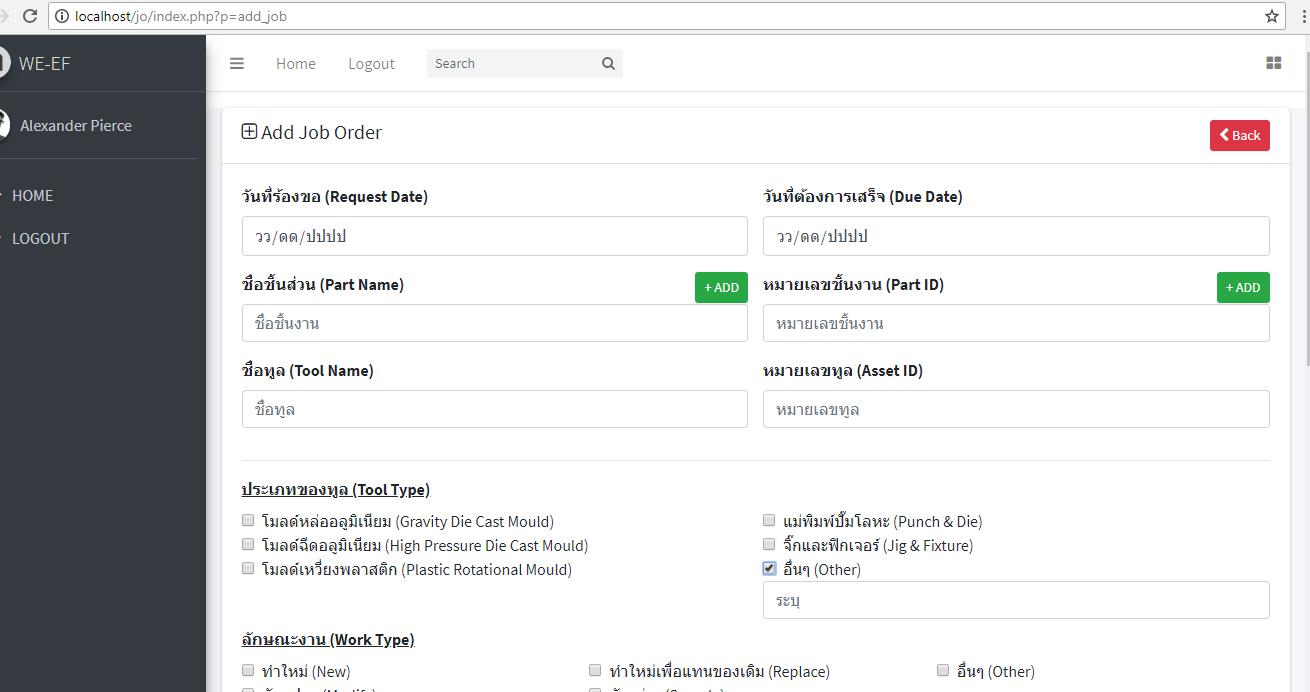 localhost/jo/index.php?p=add_job
WE-EF
Home
Logout
Search
Alexander Pierce
HOME
LOGOUT
Add Job Order
Back
วันที่ร้องขอ (Request Date)
วว/ดด/ปปปป
วันที่ต้องการเสร็จ (Due Date)
วว/ดด/ปปปป
ชื่อชิ้นส่วน (Part Name)
+ ADD
ชื่อชิ้นงาน
หมายเลขชิ้นงาน (Part ID)
+ ADD
หมายเลขชิ้นงาน
ชื่อทูล (Tool Name)
ชื่อทูล
หมายเลขทูล (Asset ID)
หมายเลขทูล
ประเภทของทูล (Tool Type)
โมลด์หล่ออลูมิเนียม (Gravity Die Cast Mould)
โมลด์ฉีดอลูมิเนียม (High Pressure Die Cast Mould)
โมลด์เหวี่ยงพลาสติก (Plastic Rotational Mould)
แม่พิมพ์ปั๊มโลหะ (Punch & Die)
จิ๊กและฟิกเจอร์ (Jig & Fixture)
อื่นๆ (Other)
ระบุ
ลักษณะงาน (Work Type)
ทำใหม่ (New)
ทำใหม่เพื่อแทนของเดิม (Replace)
อื่นๆ (Other)